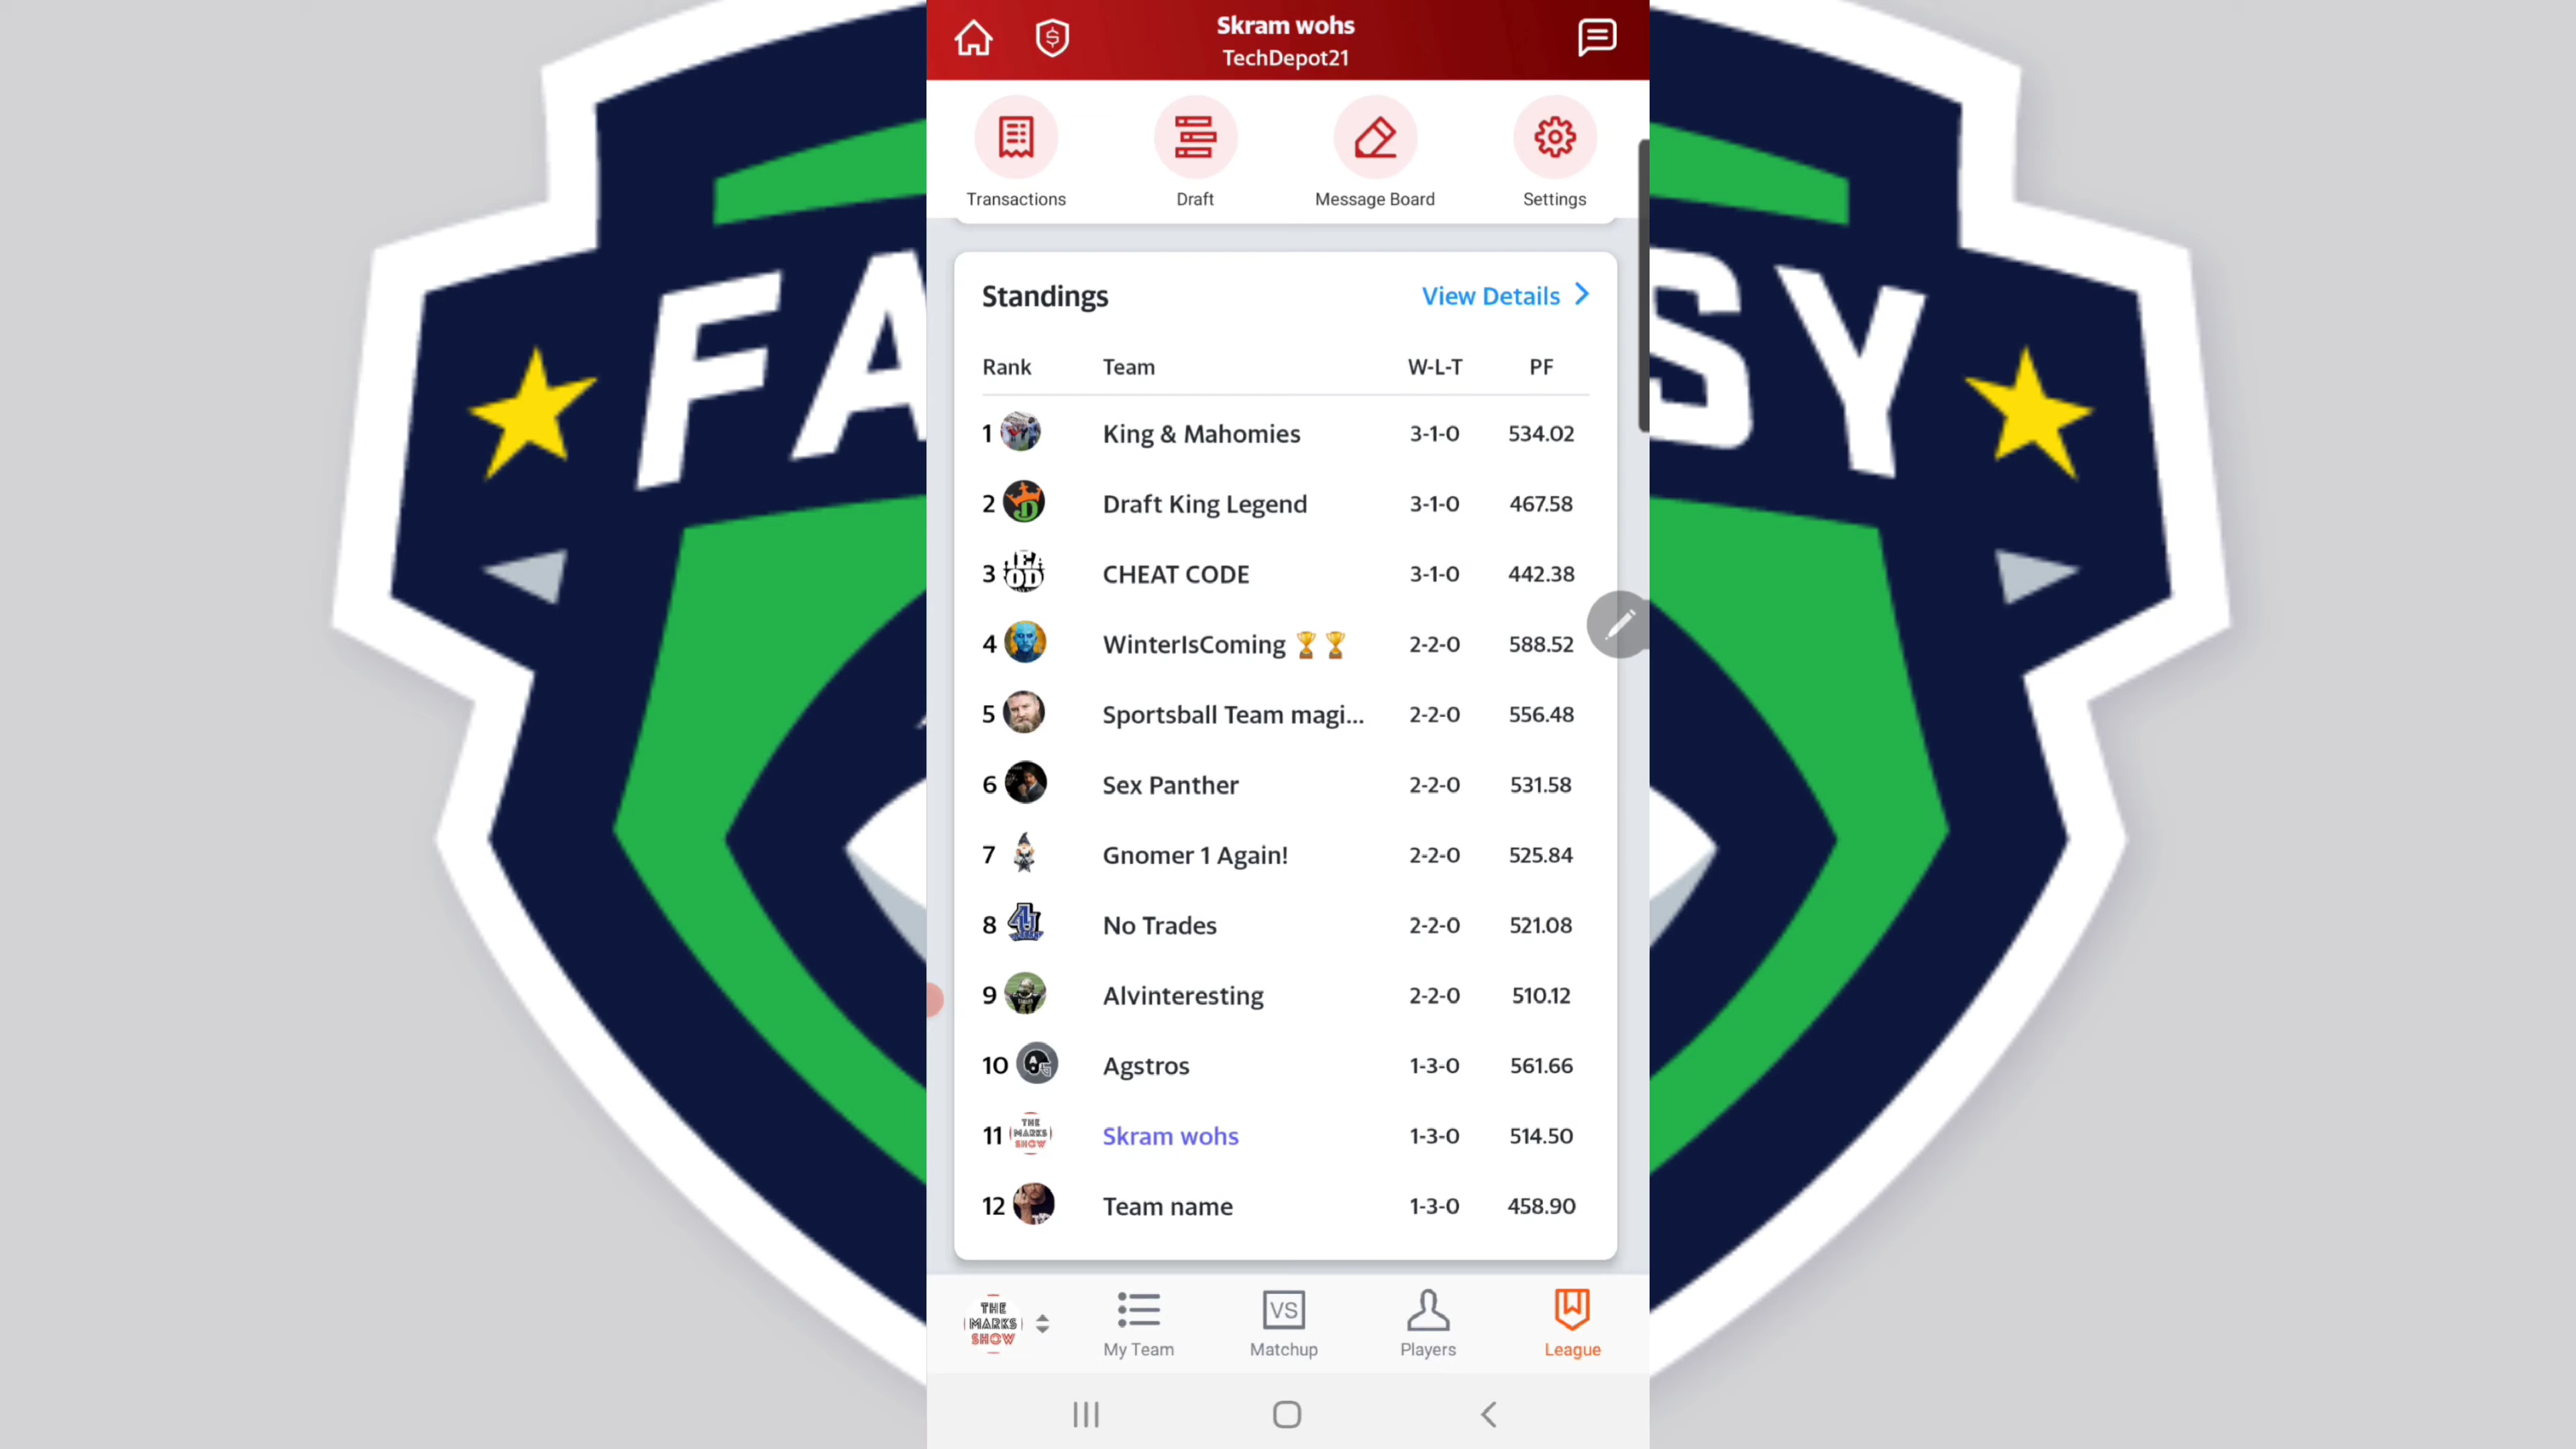 Skram wohs
TechDepot21
Transactions
Draft
Message Board
Settings
FA
SY
Standings
View Details
Rank Team W-L-T PF
1 King & Mahomies 3-1-0 534.02
2 Draft King Legend 3-1-0 467.58
3 CHEAT CODE 3-1-0 442.38
4 WinterIsComing 🏆 🏆 2-2-0 588.52
5 Sportsball Team magi... 2-2-0 556.48
6 Sex Panther 2-2-0 531.58
7 Gnomer 1 Again! 2-2-0 525.84
8 No Trades 2-2-0 521.08
9 Alvinteresting 2-2-0 510.12
10 Agstros 1-3-0 561.66
11 THE MARKS SHOW Skram wohs 1-3-0 514.50
12 Team name 1-3-0 458.90
THE
MARKS
SHOW
My Team
VS
Matchup
Players
League